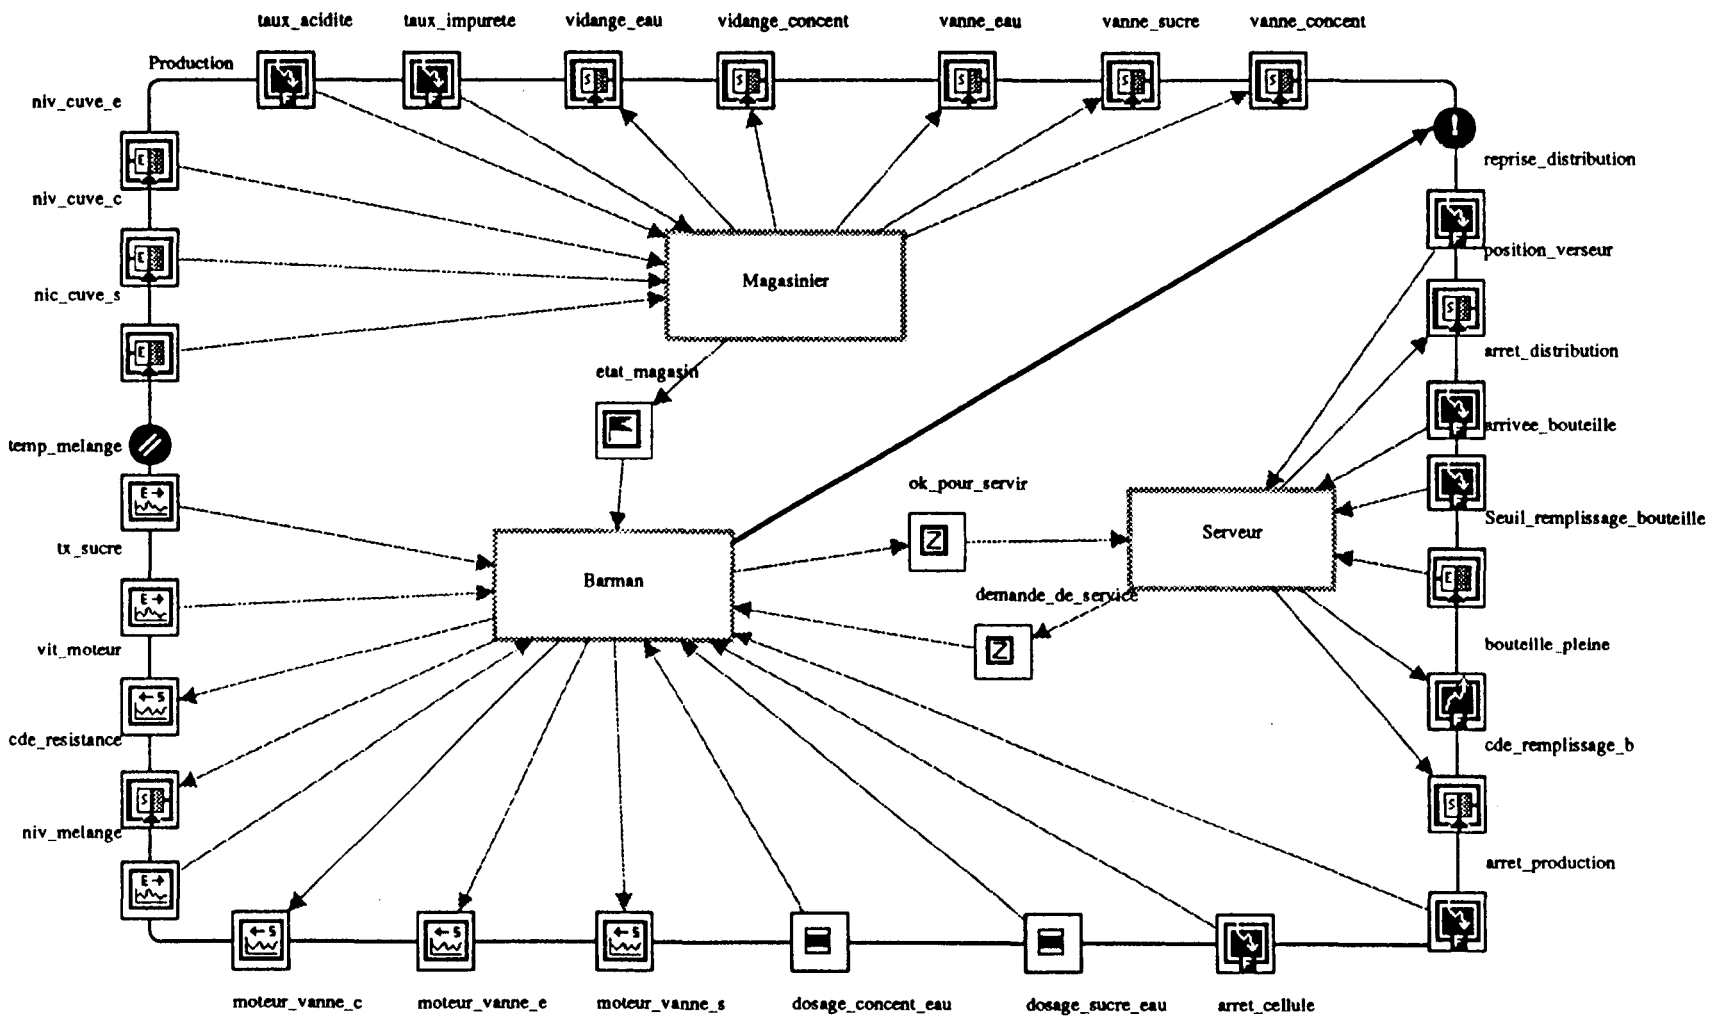 taux_acidite
taux_impurete
vidange_eau
vidange_concent
vanne_eau
vanne_sucre
vanne_concent
Production
niv_cuve_e
niv_cuve_c
nic_cuve_s
temp_melange
tx_sucre
vit_moteur
cde_resistance
niv_melange
Magasinier
etat_magasin
Barman
ok_pour_servir
demande_de_service
Serveur
reprise_distribution
position_verseur
arret_distribution
arrivee_bouteille
Seuil_remplissage_bouteille
bouteille_pleine
cde_remplissage_b
arret_production
moteur_vanne_c
moteur_vanne_e
moteur_vanne_s
dosage_concent_eau
dosage_sucre_eau
arret_cellule